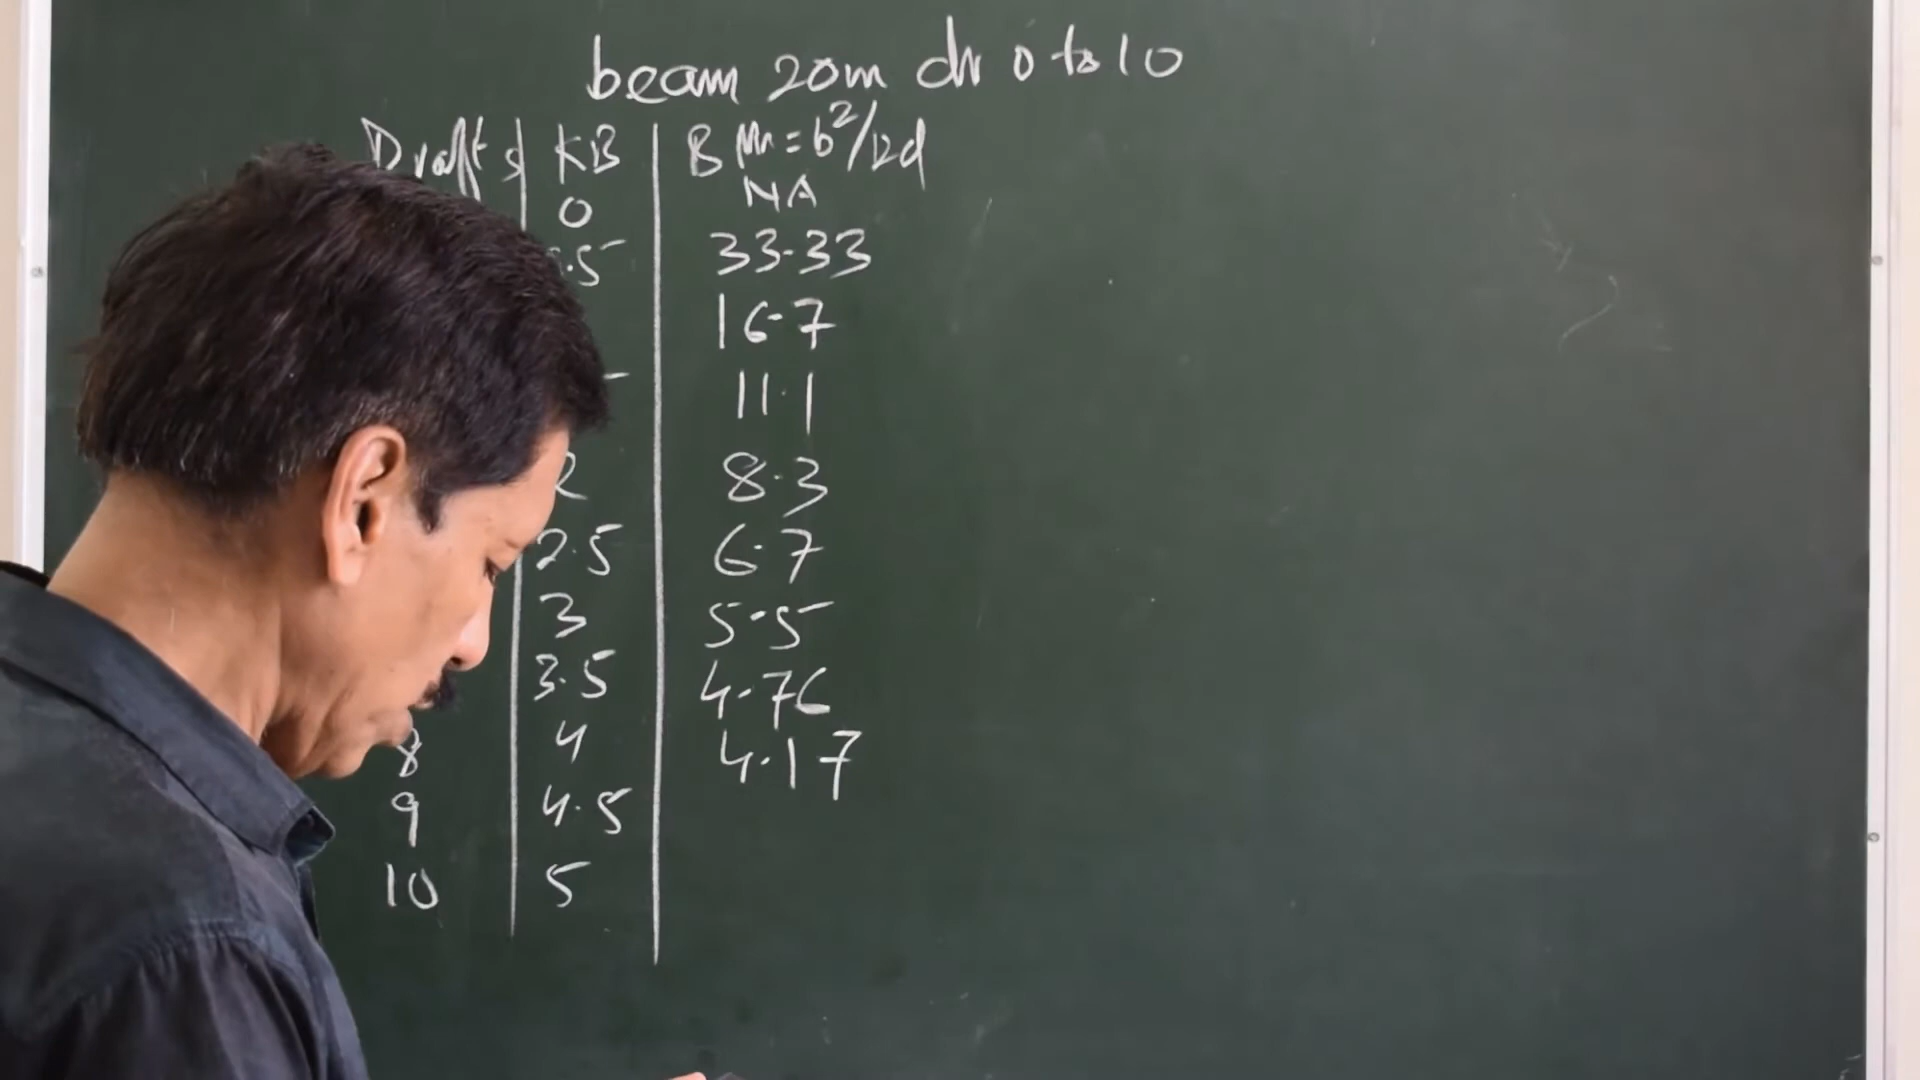 beam 20m dr 0 to 10
Draft KB BM = b²/12d
0 NA
.5 33.33
16.7
11.1
2 8.3
2.5 6.7
3 5.5
3.5 4.76
8 4 4.17
9 4.5
10 5